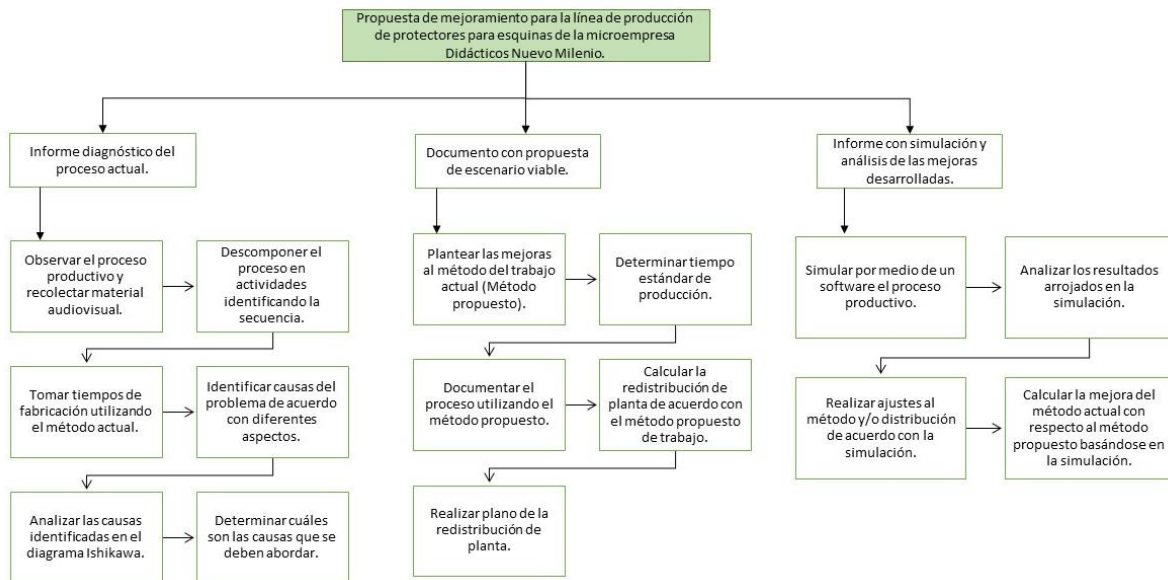 Propuesta de mejoramiento para la línea de producción
de protectores para esquinas de la microempresa
Didácticos Nuevo Milenio.
Informe diagnóstico del
proceso actual.
Observar el proceso
productivo y
recolectar material
audiovisual.
Descomponer el
proceso en
actividades
identificando la
secuencia.
Tomar tiempos de
fabricación utilizando
el método actual.
Identificar causas del
problema de acuerdo
con diferentes
aspectos.
Analizar las causas
identificadas en el
diagrama Ishikawa.
Determinar cuáles
son las causas que se
deben abordar.
Documento con propuesta
de escenario viable.
Plantear las mejoras
al método del trabajo
actual (Método
propuesto).
Determinar tiempo
estándar de
producción.
Documentar el
proceso utilizando el
método propuesto.
Calcular la
redistribución de
planta de acuerdo con
el método propuesto
de trabajo.
Realizar plano de la
redistribución de
planta.
Informe con simulación y
análisis de las mejoras
desarrolladas.
Simular por medio de un
software el proceso
productivo.
Analizar los resultados
arrojados en la
simulación.
Realizar ajustes al
método y/o distribución
de acuerdo con la
simulación.
Calcular la mejora del
método actual con
respecto al método
propuesto basándose en
la simulación.